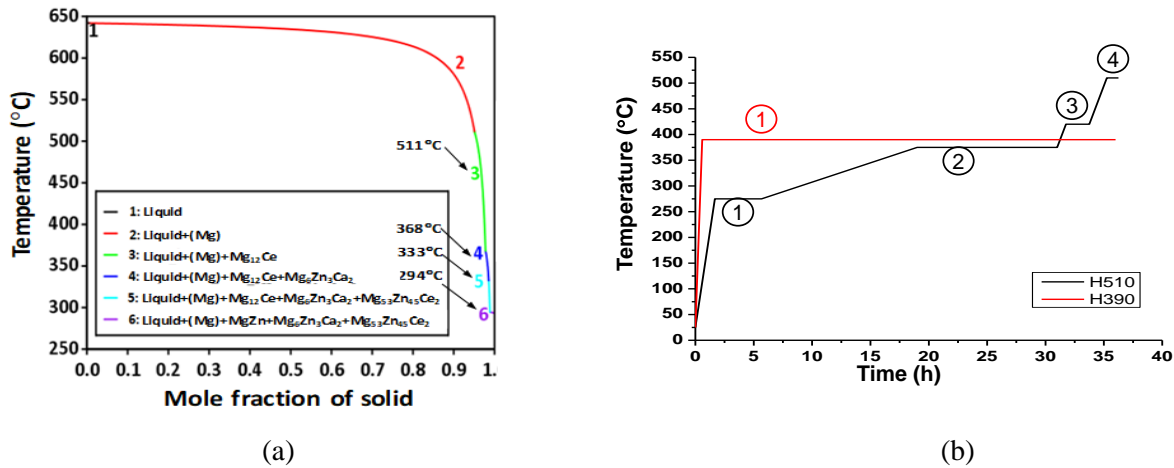 650
600
550
500
450
400
350
300
250
Temperature (°C)
1
2
511°C
3
368°C
4
333°C
5
294°C
6
1: Liquid
2: Liquid+(Mg)
3: Liquid+(Mg)+Mg12Ce
4: Liquid+(Mg)+Mg12Ce+Mg6Zn3Ca2
5: Liquid+(Mg)+Mg12Ce+Mg6Zn3Ca2+Mg53Zn45Ce2
6: Liquid+(Mg)+MgZn+Mg6Zn3Ca2+Mg53Zn45Ce2
0.0 0.1 0.2 0.3 0.4 0.5 0.6 0.7 0.8 0.9 1.
Mole fraction of solid
(a)
550
500
450
400
350
300
250
200
150
100
50
0
Temperature (°C)
1
1
2
3
4
H510
H390
0 5 10 15 20 25 30 35 40
Time (h)
(b)